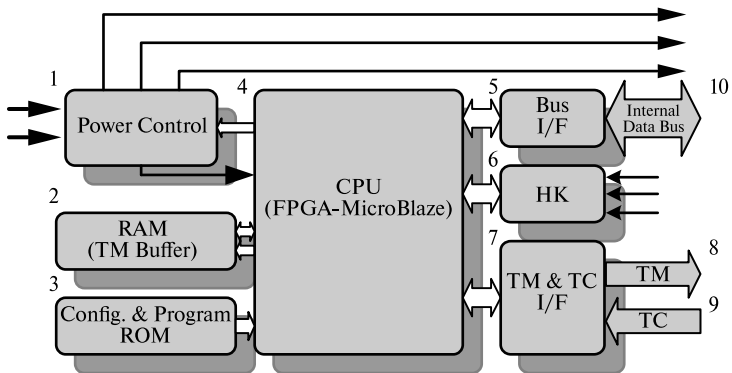 1
Power Control
2
RAM
(TM Buffer)
3
Config. & Program
ROM
4
CPU
(FPGA-MicroBlaze)
5
Bus
I/F
6
HK
7
TM & TC
I/F
10
Internal
Data Bus
8
TM
9
TC